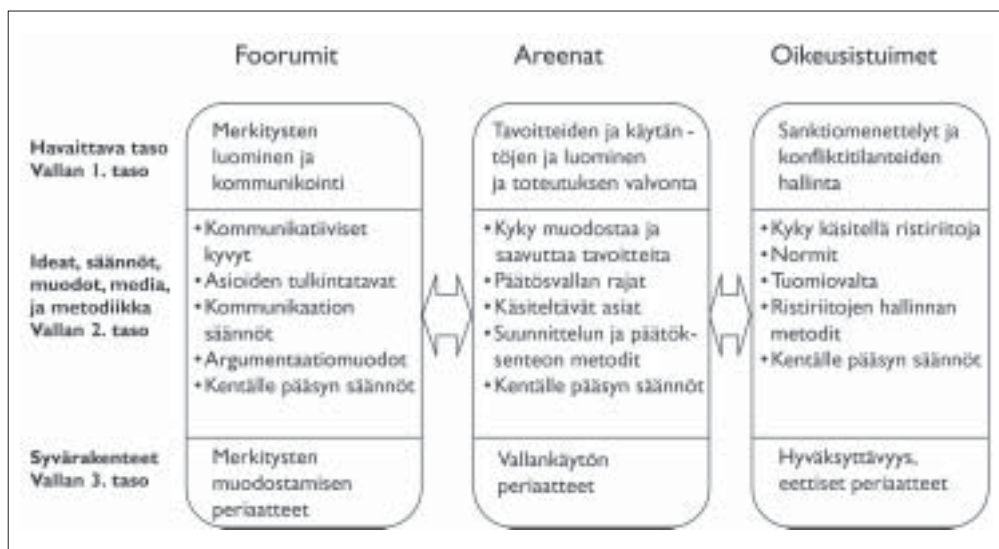 Foorumit
Areenat
Oikeusistuimet
Havaittava taso
Vallan 1. taso
Merkitysten
luominen ja
kommunikointi
Tavoitteiden ja käytän -
töjen ja luominen
ja toteutuksen valvonta
Sanktiomenettelyt ja
konfliktitilanteiden
hallinta
Ideat, säännöt,
muodot, media,
ja metodiikka
Vallan 2. taso
• Kommunikatiiviset
kyvyt
• Asioiden tulkintatavat
• Kommunikaation
säännöt
• Argumentaatiomuodot
• Kentälle pääsyn säännöt
• Kyky muodostaa ja
saavuttaa tavoitteita
• Päätösvallan rajat
• Käsiteltävät asiat
• Suunnittelun ja päätök-
senteon metodit
• Kentälle pääsyn säännöt
• Kyky käsitellä ristiriitoja
• Normit
• Tuomiovalta
• Ristiriitojen hallinnan
metodit
• Kentälle pääsyn säännöt
Syvärakenteet
Vallan 3. taso
Merkitysten
muodostamisen
periaatteet
Vallankäytön
periaatteet
Hyväksyttävyys,
eettiset periaatteet